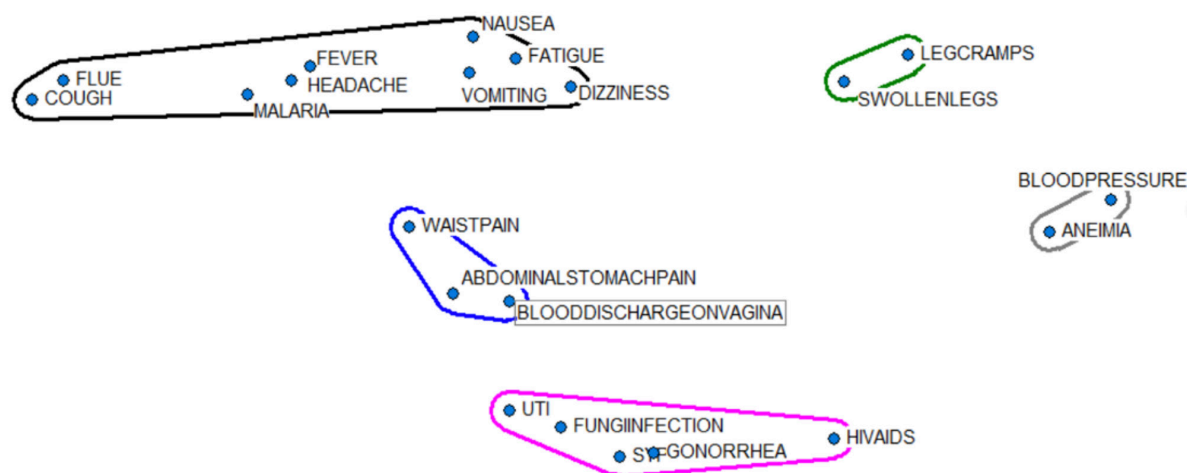 NAUSEA
FEVER
FATIGUE
LEGCRAMPS
FLUE
HEADACHE
COUGH
VOMITING
DIZZINESS
SWOLLENLEGS
MALARIA
BLOODPRESSURE
WAISTPAIN
ANEIMIA
ABDOMINALSTOMACHPAIN
BLOODDISCHARGEONVAGINA
UTI
FUNGIINFECTION
HIVAIDS
GONORRHEA